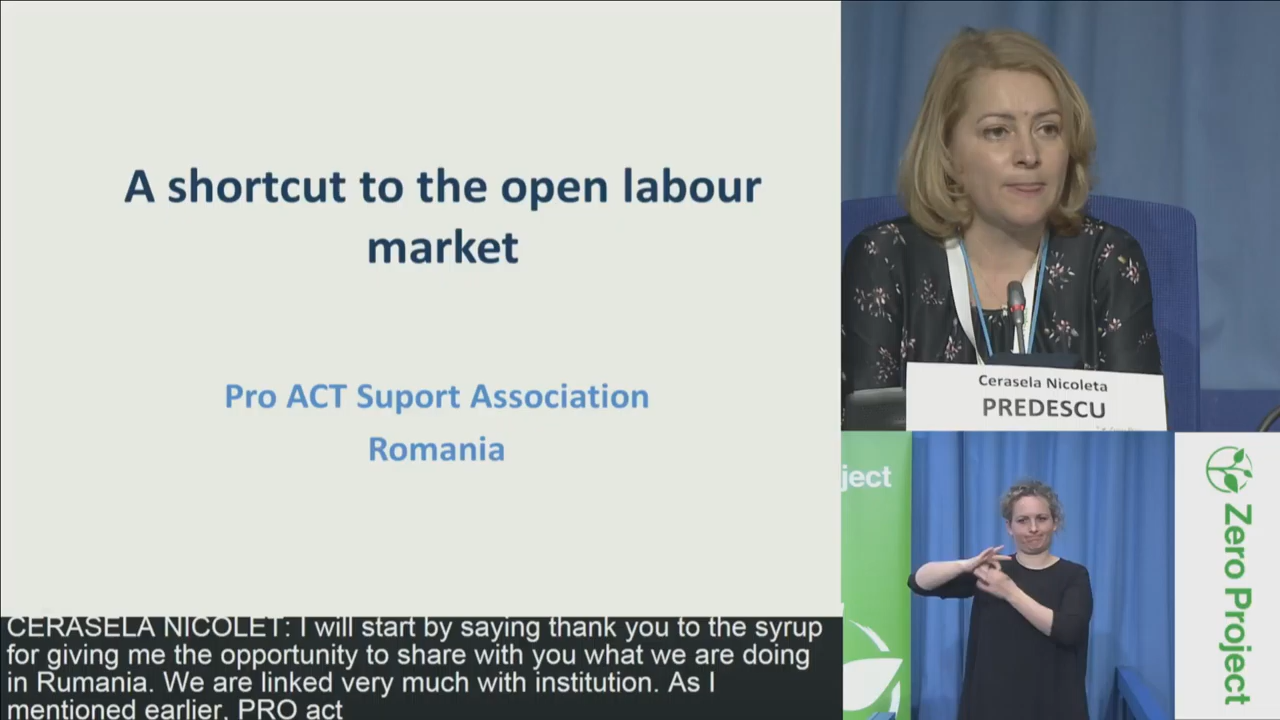 A shortcut to the open labour
market
Pro ACT Suport Association
Romania
Cerasela Nicoleta
PREDESCU
ject
Zero Project
CERASELA NICOLET: I will start by saying thank you to the syrup
for giving me the opportunity to share with you what we are doing
in Rumania. We are linked very much with institution. As I
mentioned earlier, PRO act